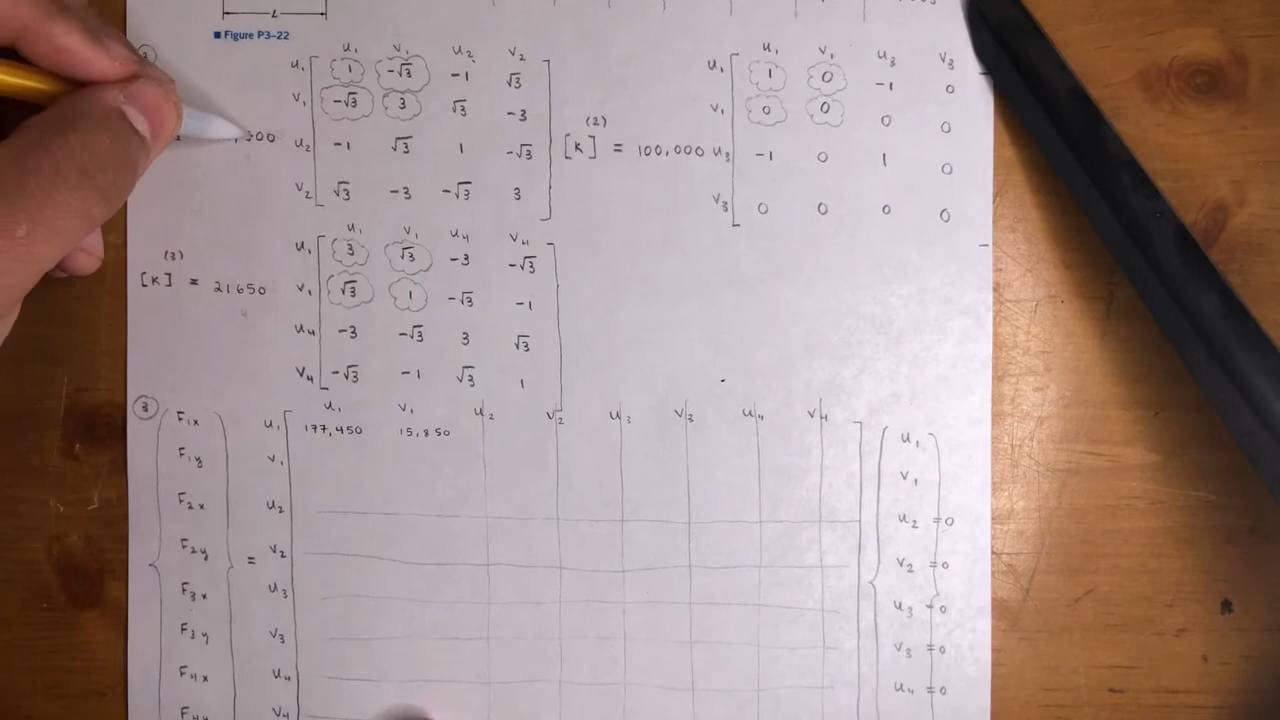 L
■ Figure P3–22
u₁ v₁ u₂ v₂
u₁ 1 -√3 -1 √3
v₁ -√3 3 √3 -3
u₂ -1 √3 1 -√3
v₂ √3 -3 -√3 3
(2)
[K] = 100,000
u₁ v₁ u₃ v₃
u₁ 1 0 -1 0
v₁ 0 0 0 0
u₃ -1 0 1 0
v₃ 0 0 0 0
(3)
[K] = 21650
u₁ v₁ u₄ v₄
u₁ 3 √3 -3 -√3
v₁ √3 1 -√3 -1
u₄ -3 -√3 3 √3
v₄ -√3 -1 √3 1
③
u₁ v₁ u₂ v₂ u₃ v₃ u₄ v₄
F₁ₓ u₁ 177,450 15,850 u₁
F₁y v₁ v₁
F₂ₓ u₂ u₂ =0
F₂y = v₂ v₂ =0
F₃ₓ u₃ u₃ =0
F₃y v₃ v₃ =0
F₄ₓ u₄ u₄ =0
F₄y v₄